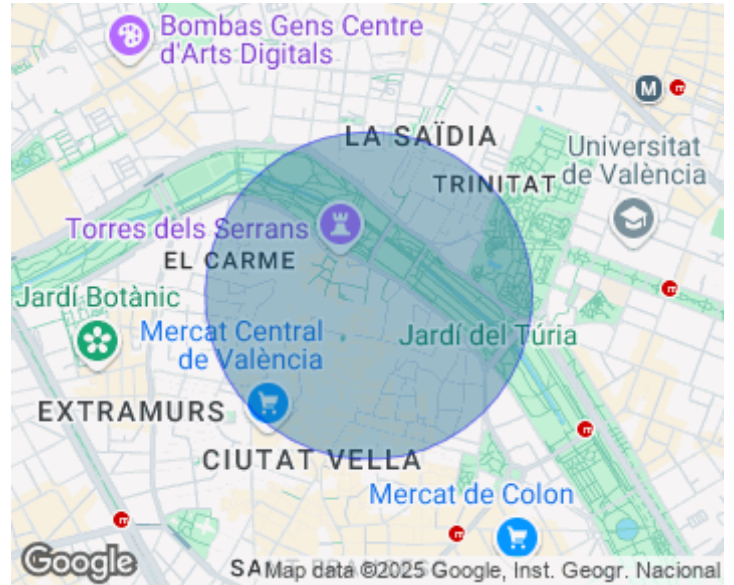 Bombas Gens Centre
d'Arts Digitals
M
LA SAÏDIA
Universitat
de València
TRINITAT
Torres dels Serrans
EL CARME
Jardí Botànic
Mercat Central
de València
Jardí del Túria
EXTRAMURS
CIUTAT VELLA
Mercat de Colon
Google
Map data ©2025 Google, Inst. Geogr. Nacional